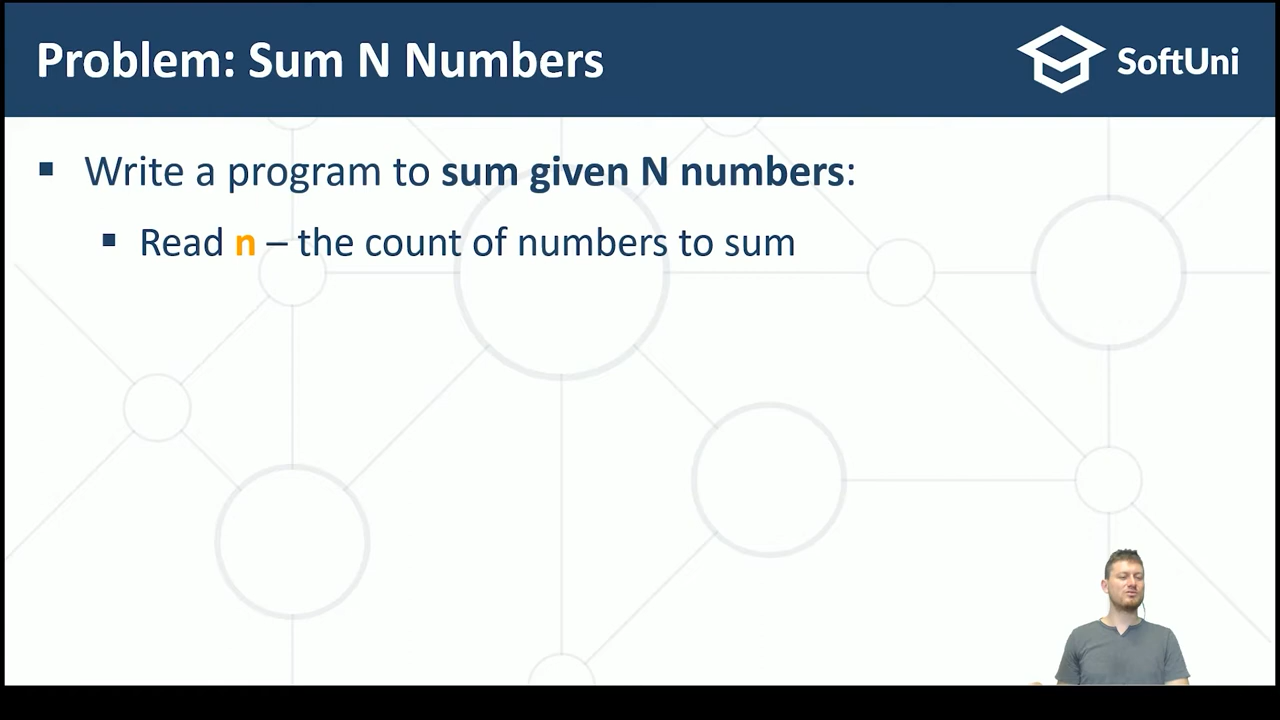 Problem: Sum N Numbers
SoftUni
▪ Write a program to sum given N numbers:
▪ Read n – the count of numbers to sum